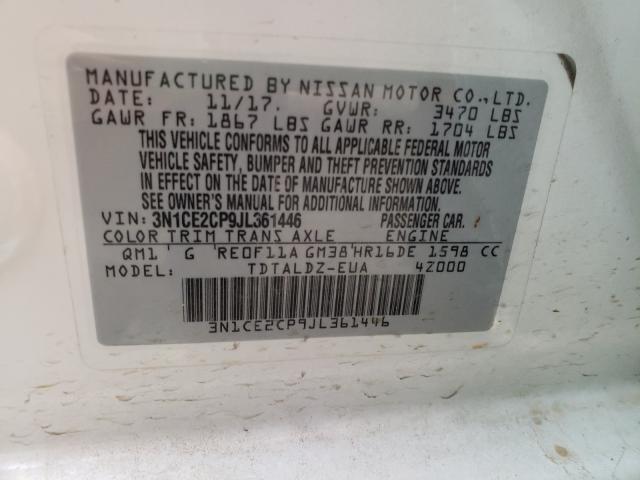 MANUFACTURED BY NISSAN MOTOR CO.,LTD.
DATE: 11/17. GVWR: 3470 LBS
GAWR FR: 1867 LBS GAWR RR: 1704 LBS
THIS VEHICLE CONFORMS TO ALL APPLICABLE FEDERAL MOTOR
VEHICLE SAFETY, BUMPER AND THEFT PREVENTION STANDARDS
IN EFFECT ON THE DATE OF MANUFACTURE SHOWN ABOVE.
SEE OWNER'S MANUAL FOR ADDITIONAL INFORMATION.
VIN: 3N1CE2CP9JL361446 PASSENGER CAR.
COLOR TRIM TRANS AXLE ENGINE
QM1 G RE0F11A GM38 HR16DE 1598 CC
MODEL: TDTALDZ-EUA 4Z000
3N1CE2CP9JL361446